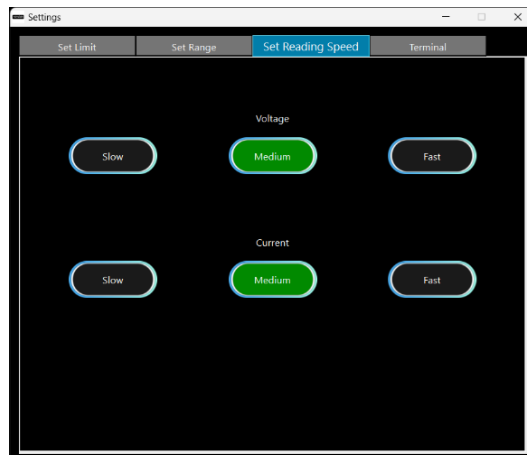 Settings
Set Limit Set Range Set Reading Speed Terminal
Voltage
Slow Medium Fast
Current
Slow Medium Fast